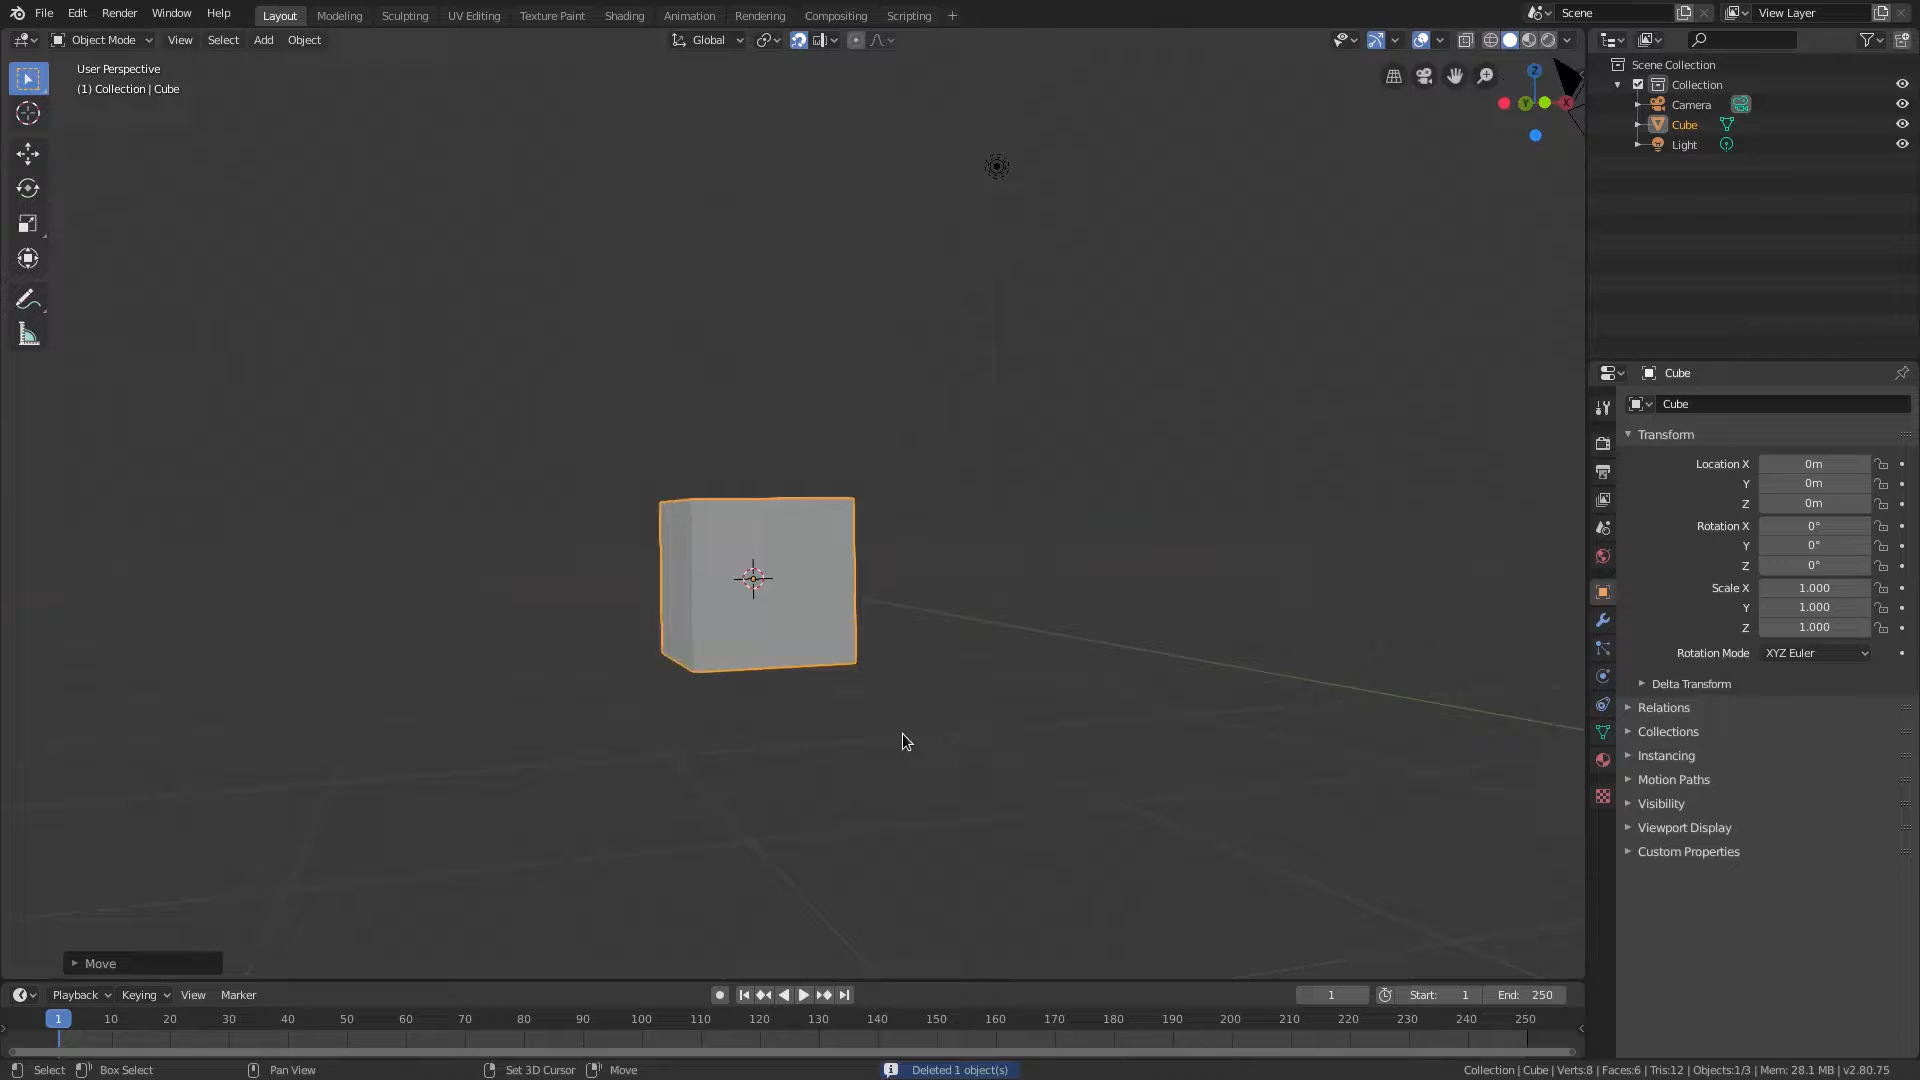 File Edit Render Window Help
Layout Modeling Sculpting UV Editing Texture Paint Shading Animation Rendering Compositing Scripting +
Scene
View Layer
Object Mode View Select Add Object
Global
User Perspective
(1) Collection | Cube
Z
Y
X
Scene Collection
Collection
Camera
Cube
Light
Cube
Cube
Transform
Location X 0m
Y 0m
Z 0m
Rotation X 0°
Y 0°
Z 0°
Scale X 1.000
Y 1.000
Z 1.000
Rotation Mode XYZ Euler
Delta Transform
Relations
Collections
Instancing
Motion Paths
Visibility
Viewport Display
Custom Properties
Move
Playback Keying View Marker
1
Start: 1
End: 250
1 10 20 30 40 50 60 70 80 90 100 110 120 130 140 150 160 170 180 190 200 210 220 230 240 250
Select Box Select Pan View Set 3D Cursor Move
Deleted 1 object(s)
Collection | Cube | Verts:8 | Faces:6 | Tris:12 | Objects:1/3 | Mem: 28.1 MB | v2.80.75